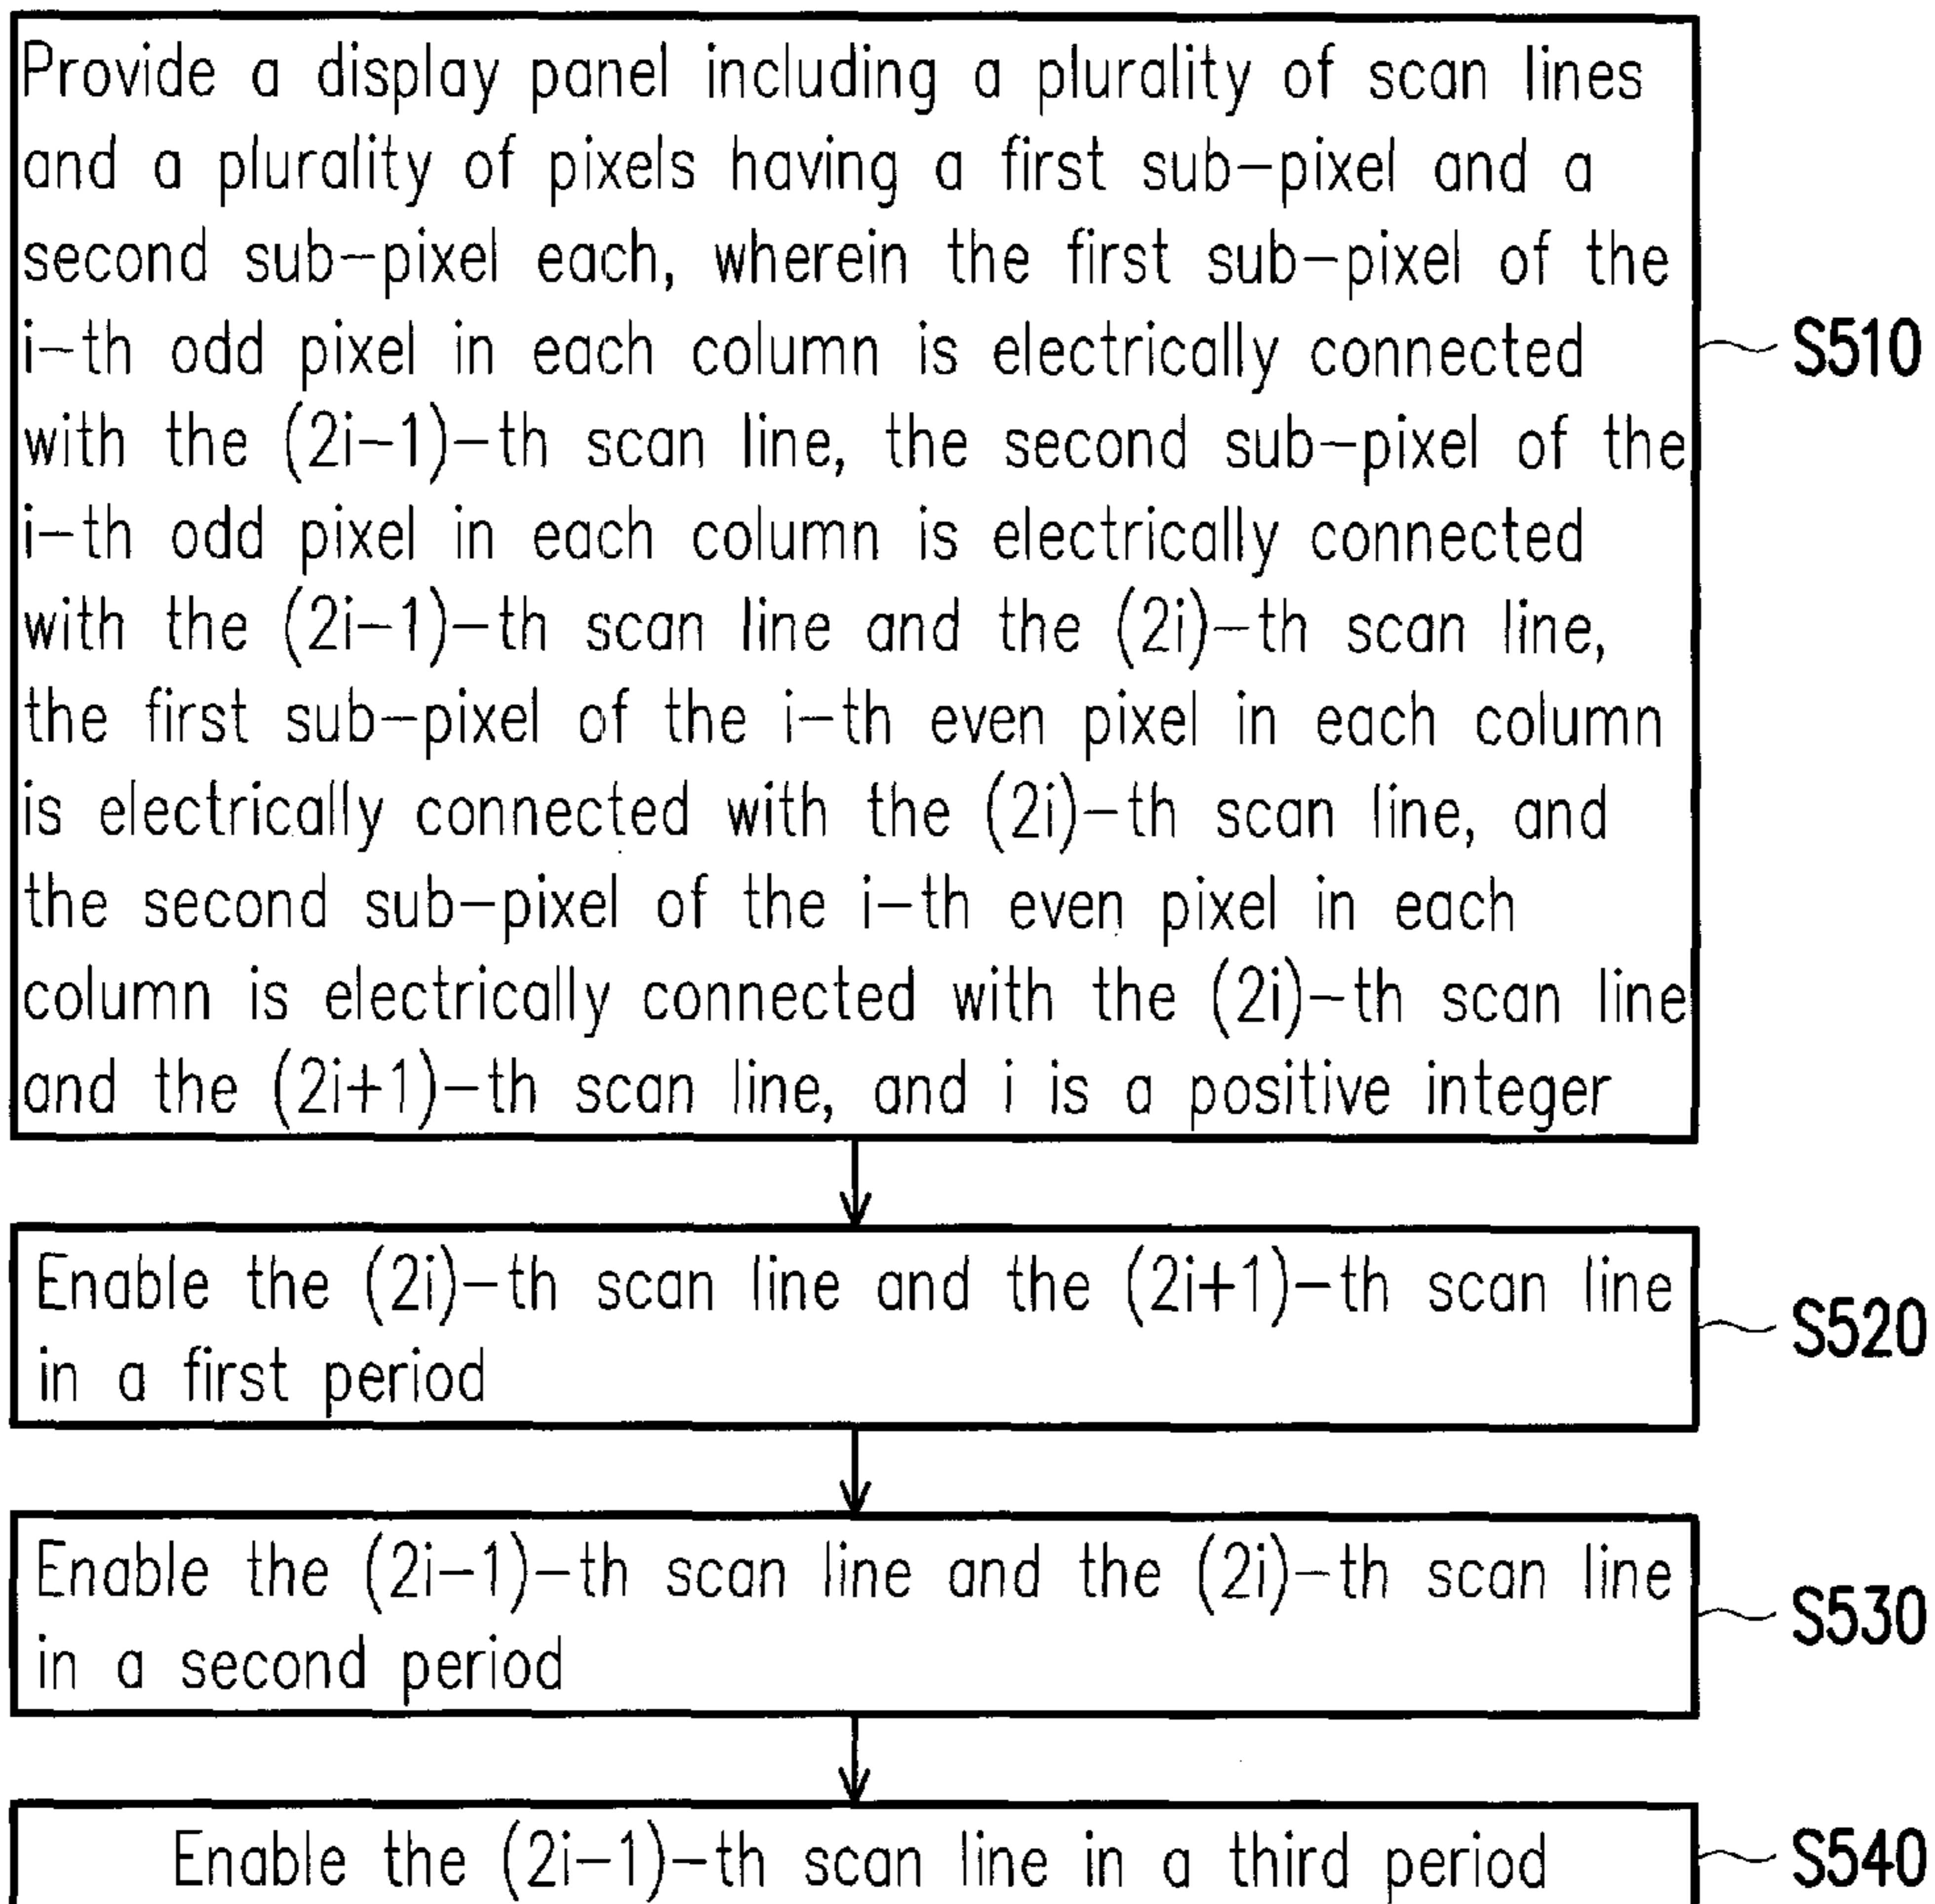 Provide a display panel including a plurality of scan lines
and a plurality of pixels having a first sub-pixel and a
second sub-pixel each, wherein the first sub-pixel of the
i-th odd pixel in each column is electrically connected
with the (2i-1)-th scan line, the second sub-pixel of the
i-th odd pixel in each column is electrically connected
with the (2i-1)-th scan line and the (2i)-th scan line,
the first sub-pixel of the i-th even pixel in each column
is electrically connected with the (2i)-th scan line, and
the second sub-pixel of the i-th even pixel in each
column is electrically connected with the (2i)-th scan line
and the (2i+1)-th scan line, and i is a positive integer
S510
Enable the (2i)-th scan line and the (2i+1)-th scan line
in a first period
S520
Enable the (2i-1)-th scan line and the (2i)-th scan line
in a second period
S530
Enable the (2i-1)-th scan line in a third period
S540